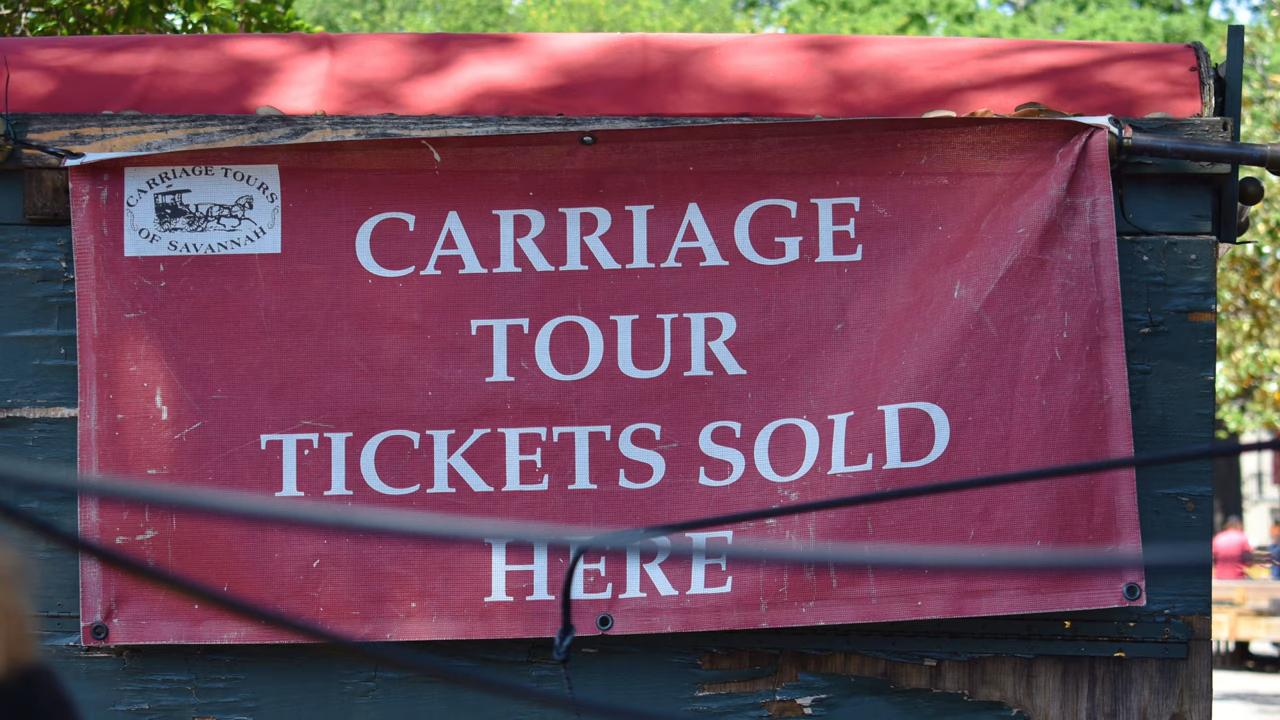 CARRIAGE TOURS
OF SAVANNAH
CARRIAGE
TOUR
TICKETS SOLD
HERE